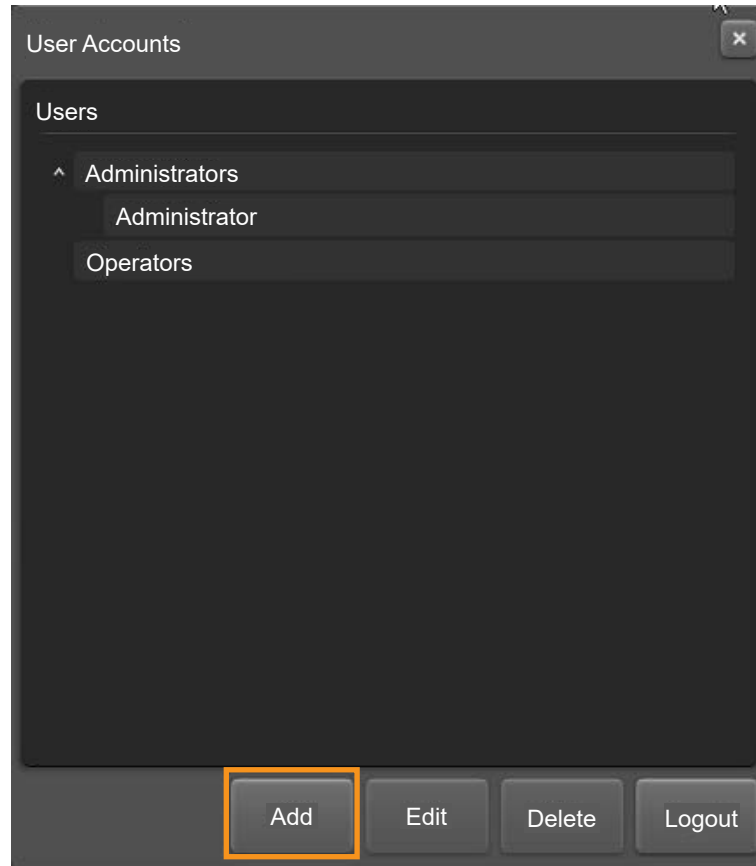 User Accounts
Users
Administrators
Administrator
Operators
Add Edit Delete Logout